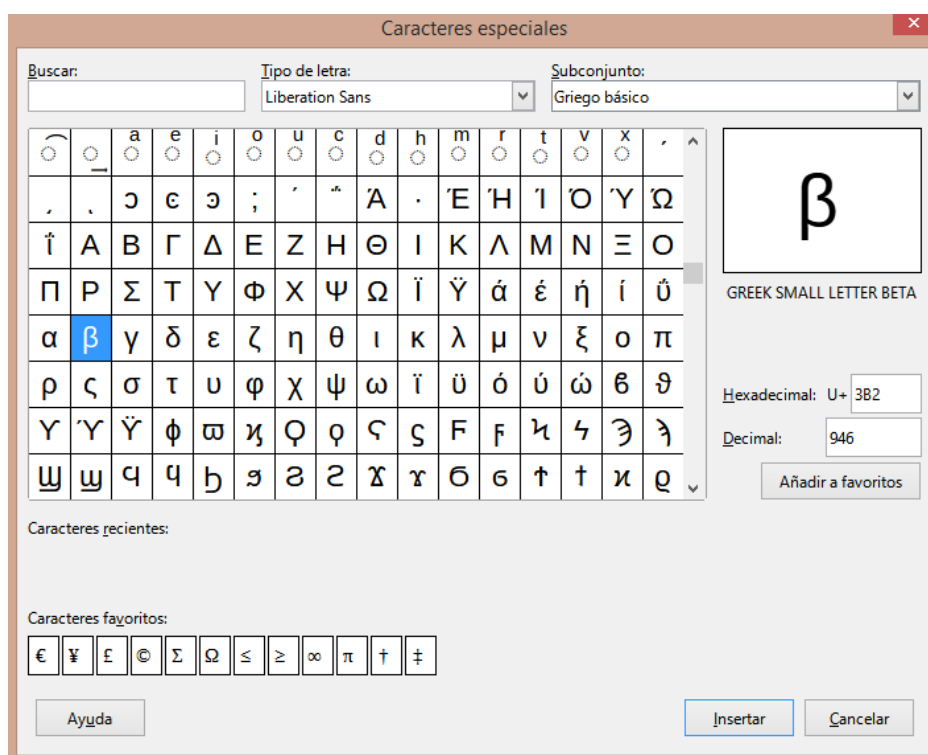 Caracteres especiales
Buscar:
Tipo de letra:
Subconjunto:
Liberation Sans
Griego básico
a e i o u c d h m r t v x ʹ
͵ ͺ ͻ ͼ ͽ ; ΄ ΅ Ά · Έ Ή Ί Ό Ύ Ώ
ΐ Α Β Γ Δ Ε Ζ Η Θ Ι Κ Λ Μ Ν Ξ Ο
Π Ρ Σ Τ Υ Φ Χ Ψ Ω Ϊ Ϋ ά έ ή ί ΰ
α β γ δ ε ζ η θ ι κ λ μ ν ξ ο π
ρ ς σ τ υ φ χ ψ ω ϊ ϋ ό ύ ώ ϐ ϑ
ϒ ϓ ϔ ϕ ϖ ϗ Ϙ ϙ Ϛ ϛ Ϝ ϝ Ϟ ϟ Ϡ ϡ
Ϣ ϣ Ϥ ϥ Ϧ ϧ Ϩ ϩ Ϫ ϫ Ϭ ϭ Ϯ ϯ ϰ ϱ
β
GREEK SMALL LETTER BETA
Hexadecimal: U+ 3B2
Decimal: 946
Añadir a favoritos
Caracteres recientes:
Caracteres favoritos:
€ ¥ £ © Σ Ω ≤ ≥ ∞ π † ‡
Ayuda
Insertar
Cancelar